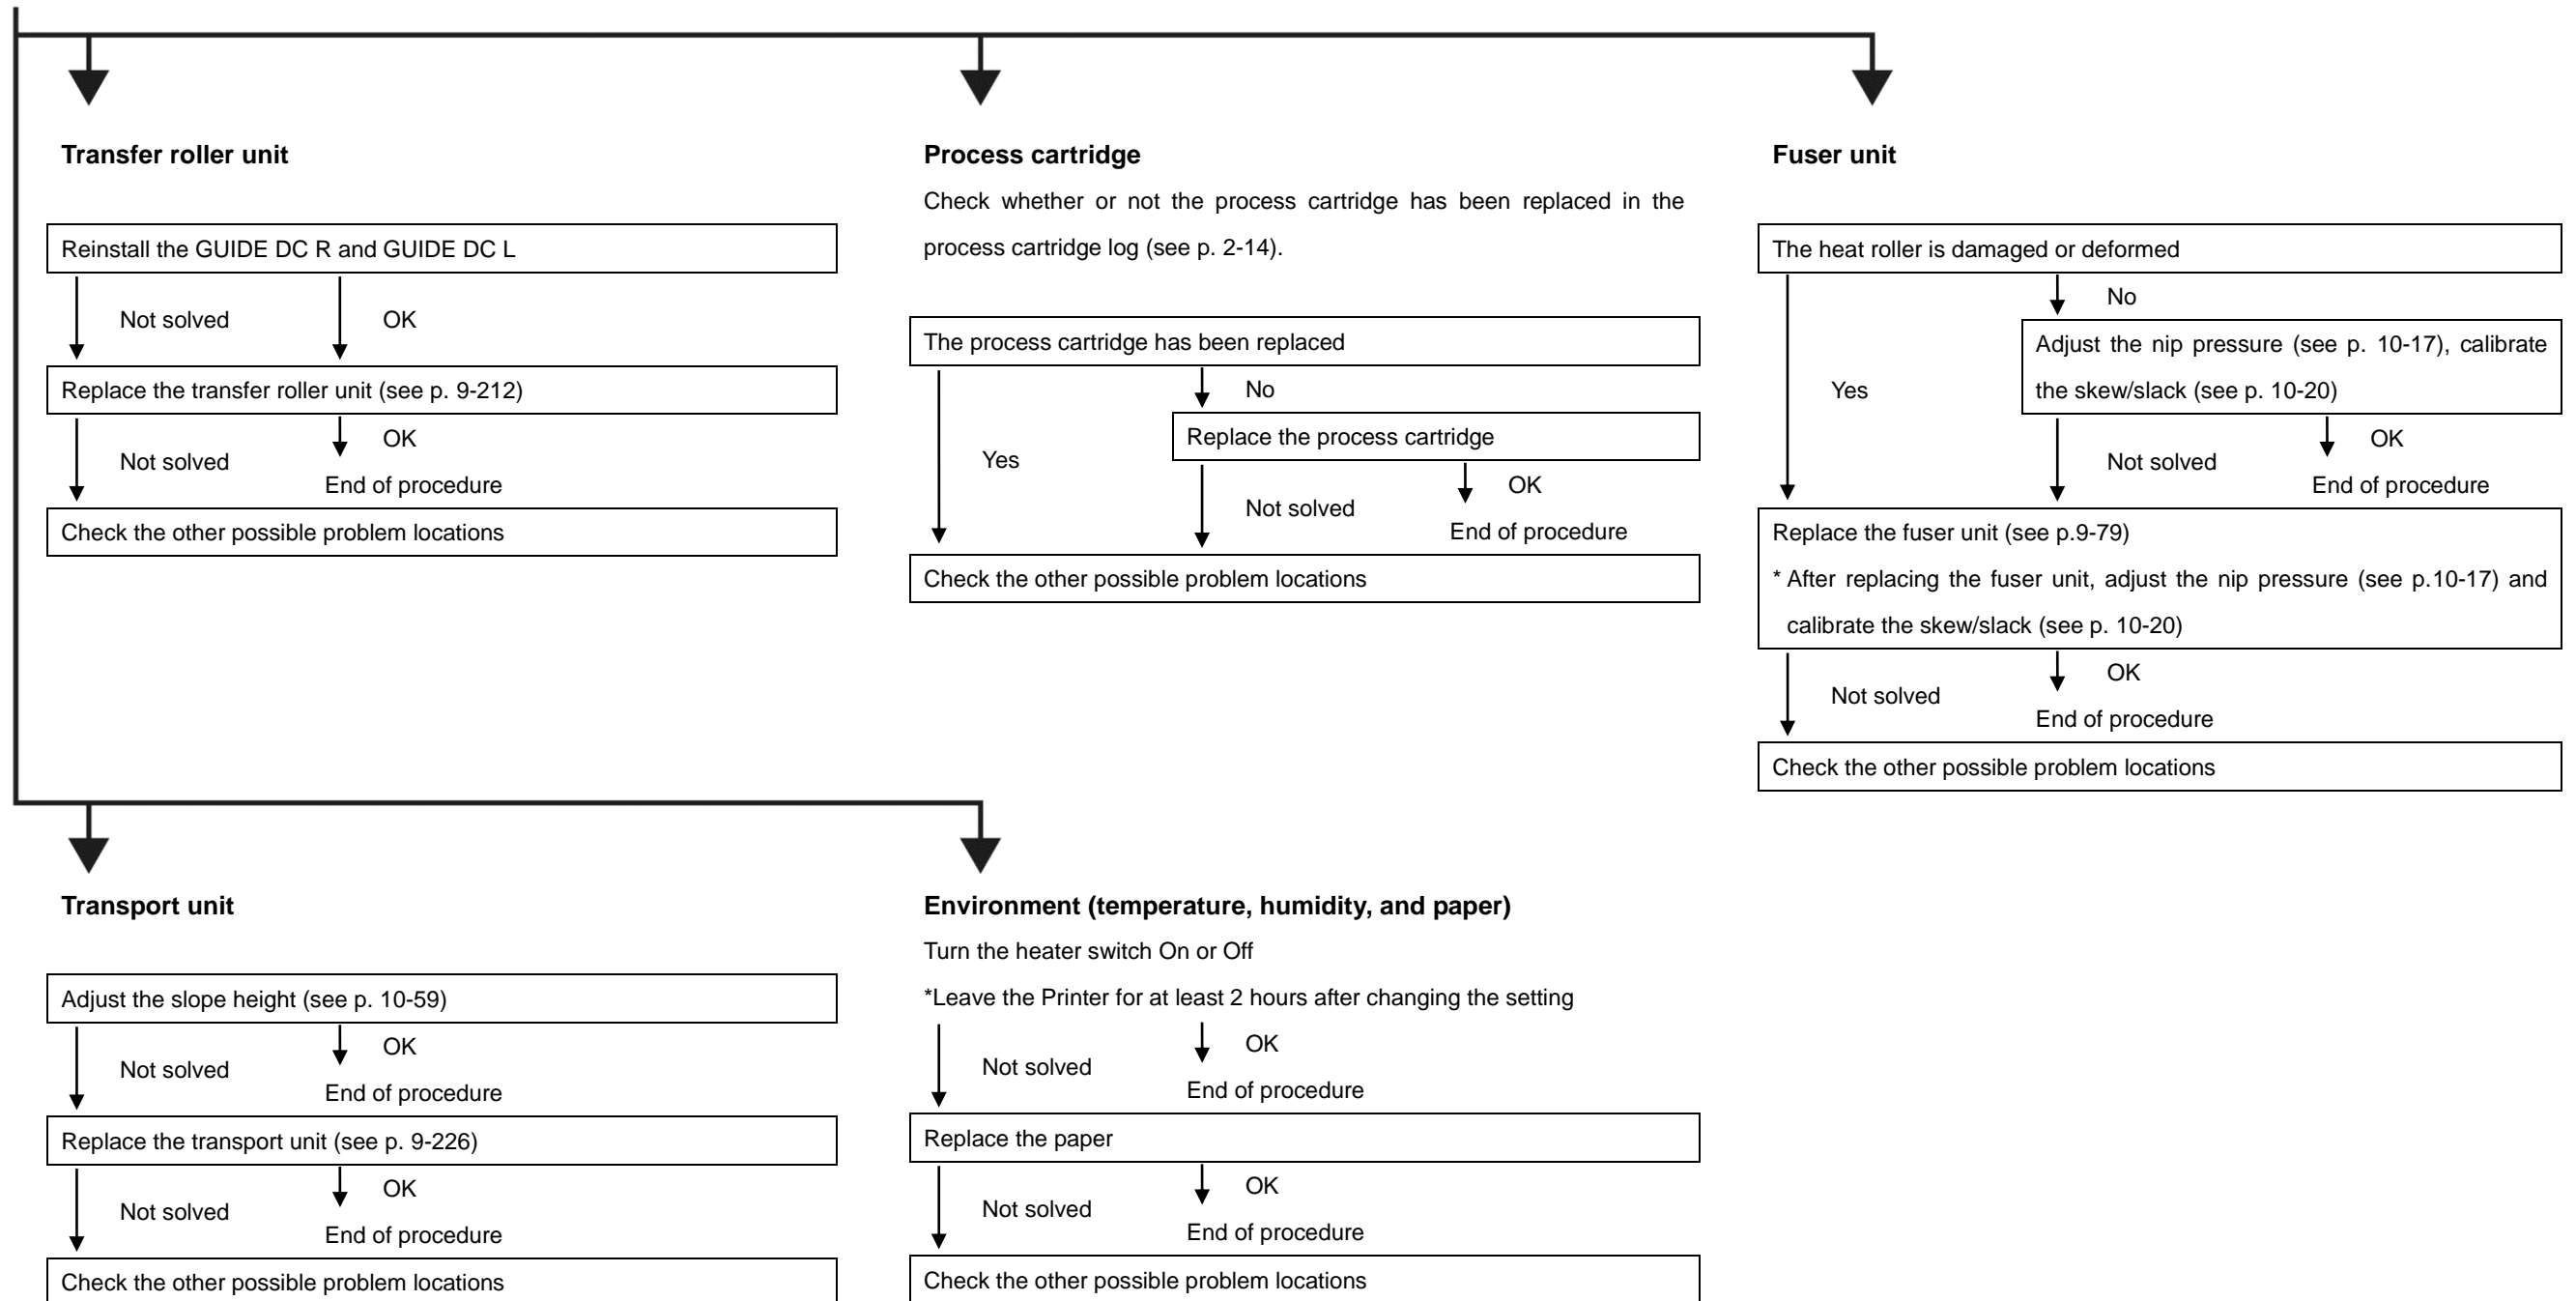 Transfer roller unit
Reinstall the GUIDE DC R and GUIDE DC L
Not solved
OK
Replace the transfer roller unit (see p. 9-212)
OK
Not solved
End of procedure
Check the other possible problem locations
Process cartridge
Check whether or not the process cartridge has been replaced in the
process cartridge log (see p. 2-14).
The process cartridge has been replaced
No
Replace the process cartridge
Yes
OK
Not solved
End of procedure
Check the other possible problem locations
Fuser unit
The heat roller is damaged or deformed
No
Adjust the nip pressure (see p. 10-17), calibrate
the skew/slack (see p. 10-20)
Yes
OK
Not solved
End of procedure
Replace the fuser unit (see p.9-79)
* After replacing the fuser unit, adjust the nip pressure (see p.10-17) and
calibrate the skew/slack (see p. 10-20)
OK
Not solved
End of procedure
Check the other possible problem locations
Transport unit
Adjust the slope height (see p. 10-59)
OK
Not solved
End of procedure
Replace the transport unit (see p. 9-226)
OK
Not solved
End of procedure
Check the other possible problem locations
Environment (temperature, humidity, and paper)
Turn the heater switch On or Off
*Leave the Printer for at least 2 hours after changing the setting
OK
Not solved
End of procedure
Replace the paper
OK
Not solved
End of procedure
Check the other possible problem locations